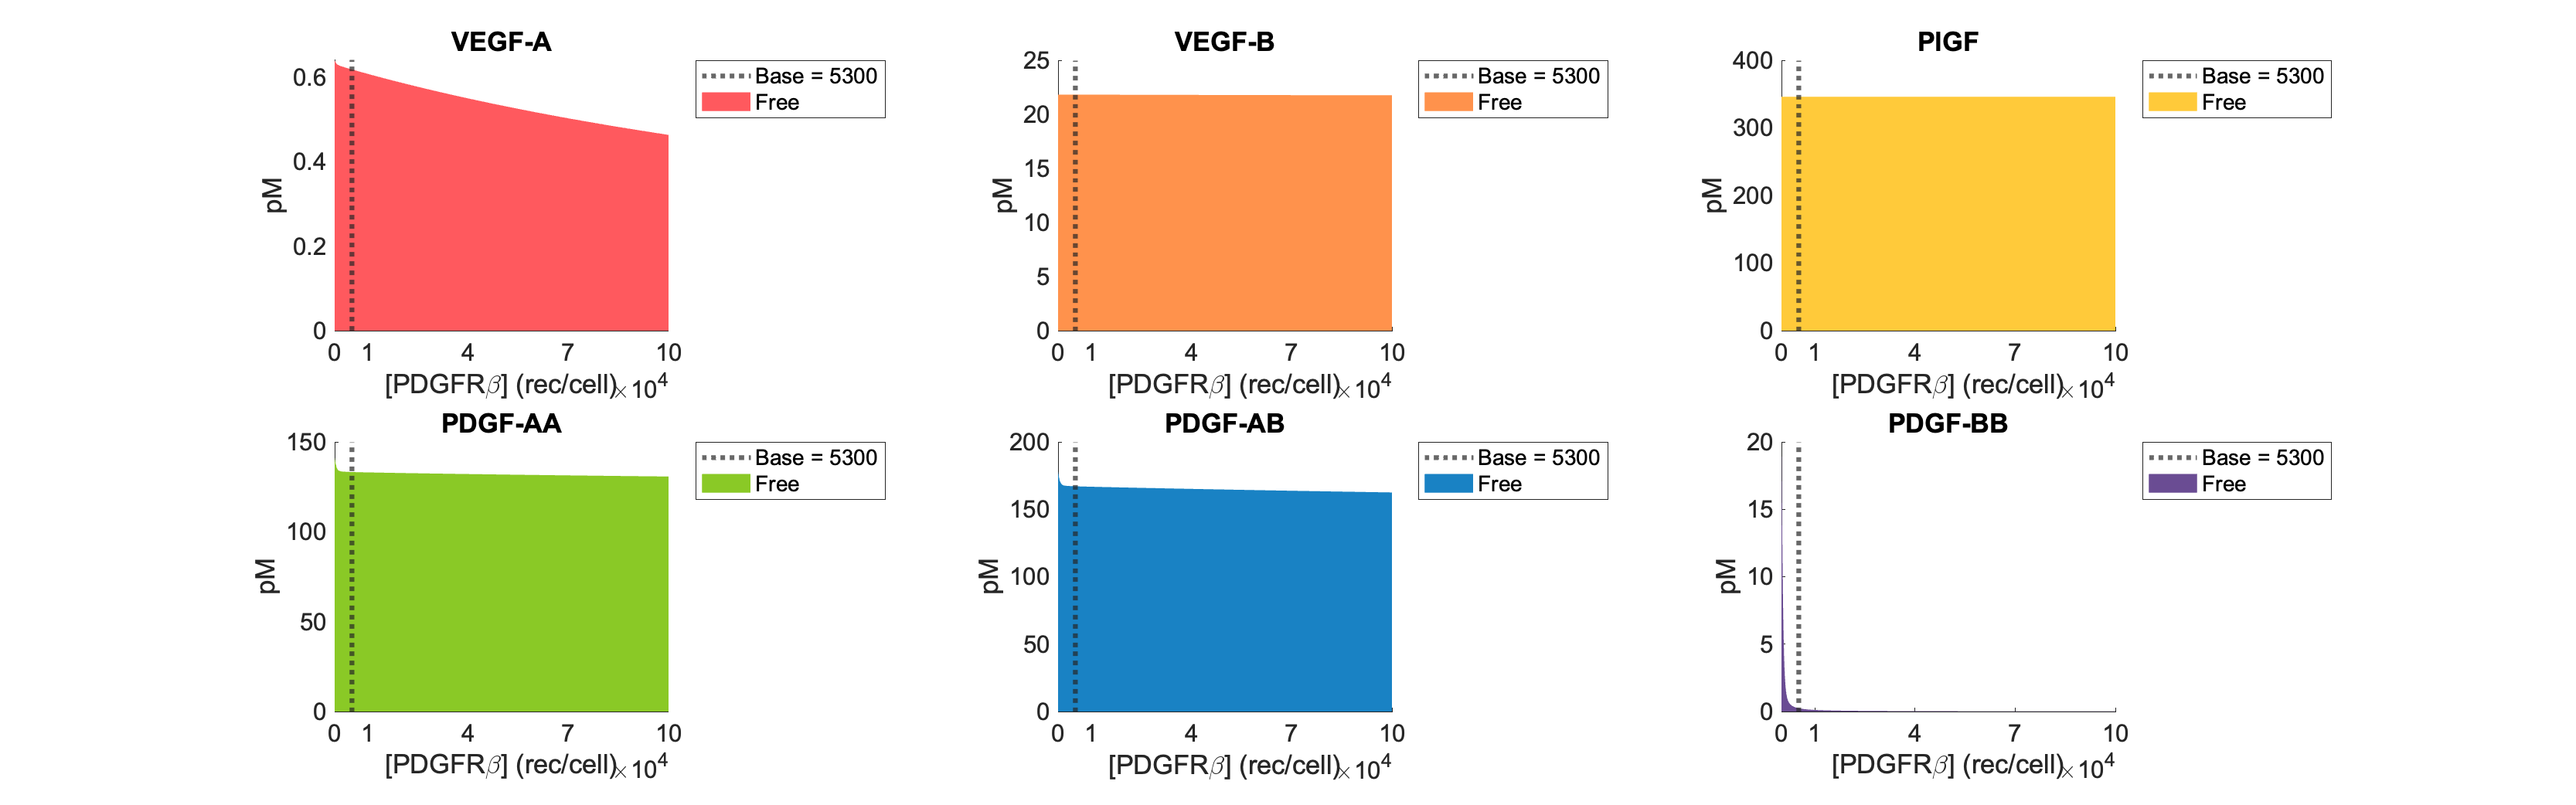 VEGF-A
0.6
0.4
0.2
0
pM
0 1 4 7 10
[PDGFRβ] (rec/cell) ×10^4
Base = 5300
Free
VEGF-B
25
20
15
10
5
0
pM
0 1 4 7 10
[PDGFRβ] (rec/cell) ×10^4
Base = 5300
Free
PlGF
400
300
200
100
0
pM
0 1 4 7 10
[PDGFRβ] (rec/cell) ×10^4
Base = 5300
Free
PDGF-AA
150
100
50
0
pM
0 1 4 7 10
[PDGFRβ] (rec/cell) ×10^4
Base = 5300
Free
PDGF-AB
200
150
100
50
0
pM
0 1 4 7 10
[PDGFRβ] (rec/cell) ×10^4
Base = 5300
Free
PDGF-BB
20
15
10
5
0
pM
0 1 4 7 10
[PDGFRβ] (rec/cell) ×10^4
Base = 5300
Free